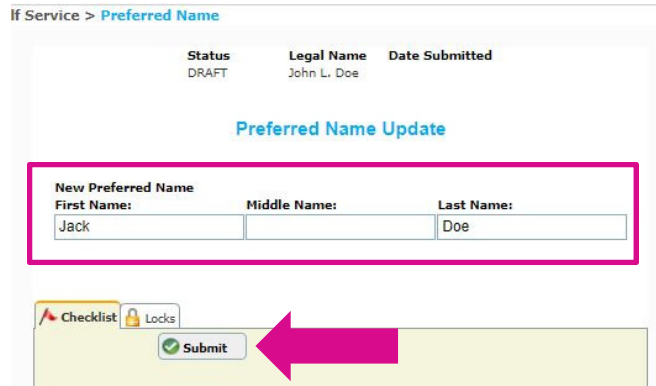 lf Service > Preferred Name
Status Legal Name Date Submitted
DRAFT John L. Doe
Preferred Name Update
New Preferred Name
First Name: Middle Name: Last Name:
Jack Doe
Checklist Locks
Submit